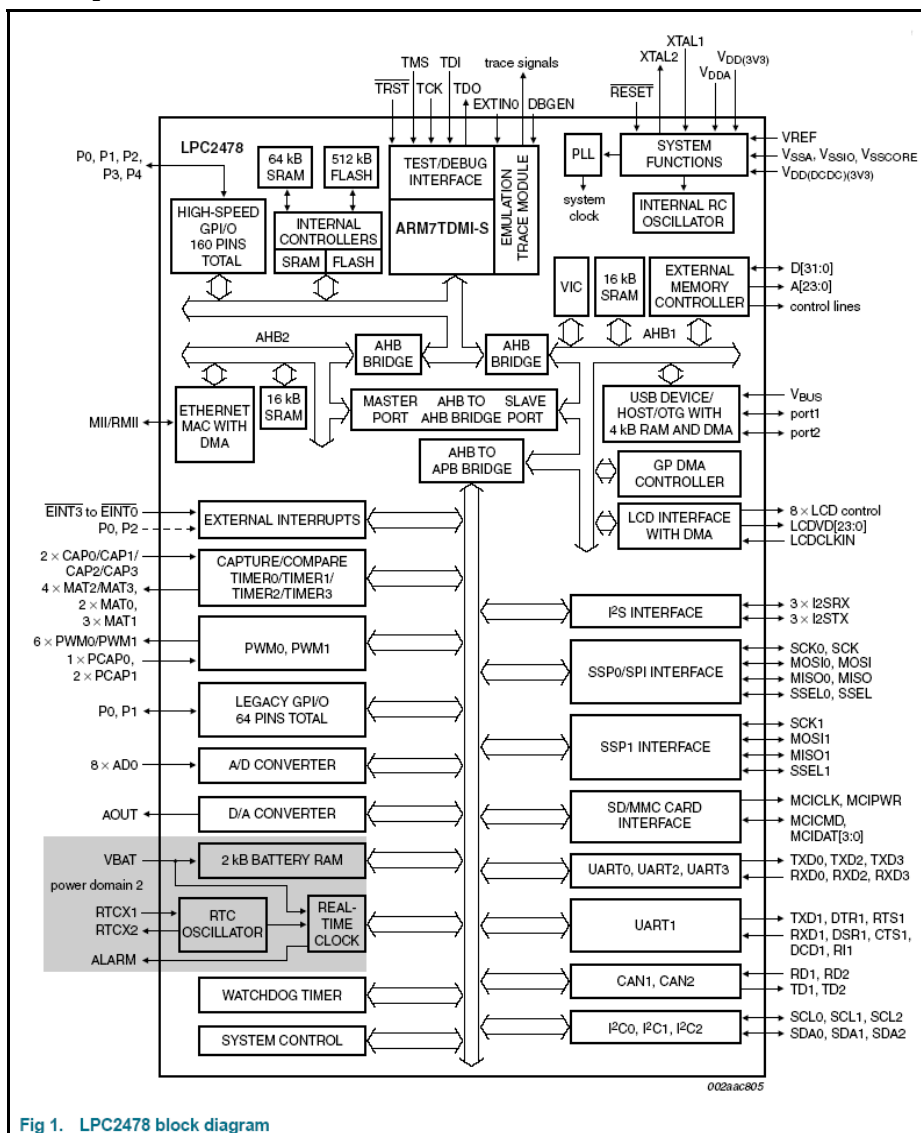 XTAL1
XTAL2
VDD(3V3)
VDDA
RESET
TMS TDI trace signals
TRST TCK TDO EXTIN0 DBGEN
LPC2478
P0, P1, P2,
P3, P4
64 kB
SRAM
512 kB
FLASH
TEST/DEBUG
INTERFACE
EMULATION
TRACE MODULE
PLL
SYSTEM
FUNCTIONS
VREF
VSSA, VSSIO, VSSCORE
VDD(DCDC)(3V3)
system
clock
HIGH-SPEED
GPI/O
160 PINS
TOTAL
INTERNAL
CONTROLLERS
SRAM FLASH
ARM7TDMI-S
INTERNAL RC
OSCILLATOR
VIC
16 kB
SRAM
EXTERNAL
MEMORY
CONTROLLER
D[31:0]
A[23:0]
control lines
AHB2
AHB
BRIDGE
AHB
BRIDGE
AHB1
MII/RMII
ETHERNET
MAC WITH
DMA
16 kB
SRAM
MASTER AHB TO SLAVE
PORT AHB BRIDGE PORT
USB DEVICE/
HOST/OTG WITH
4 kB RAM AND DMA
VBUS
port1
port2
AHB TO
APB BRIDGE
GP DMA
CONTROLLER
EINT3 to EINT0
P0, P2
EXTERNAL INTERRUPTS
LCD INTERFACE
WITH DMA
8 × LCD control
LCDVD[23:0]
LCDCLKIN
2 × CAP0/CAP1/
CAP2/CAP3
4 × MAT2/MAT3,
2 × MAT0,
3 × MAT1
CAPTURE/COMPARE
TIMER0/TIMER1/
TIMER2/TIMER3
I2S INTERFACE
3 × I2SRX
3 × I2STX
6 × PWM0/PWM1
1 × PCAP0,
2 × PCAP1
PWM0, PWM1
SSP0/SPI INTERFACE
SCK0, SCK
MOSI0, MOSI
MISO0, MISO
SSEL0, SSEL
P0, P1
LEGACY GPI/O
64 PINS TOTAL
SSP1 INTERFACE
SCK1
MOSI1
MISO1
SSEL1
8 × AD0
A/D CONVERTER
AOUT
D/A CONVERTER
SD/MMC CARD
INTERFACE
MCICLK, MCIPWR
MCICMD,
MCIDAT[3:0]
VBAT
2 kB BATTERY RAM
power domain 2
UART0, UART2, UART3
TXD0, TXD2, TXD3
RXD0, RXD2, RXD3
RTCX1
RTCX2
RTC
OSCILLATOR
REAL-
TIME
CLOCK
ALARM
UART1
TXD1, DTR1, RTS1
RXD1, DSR1, CTS1,
DCD1, RI1
WATCHDOG TIMER
CAN1, CAN2
RD1, RD2
TD1, TD2
SYSTEM CONTROL
I2C0, I2C1, I2C2
SCL0, SCL1, SCL2
SDA0, SDA1, SDA2
002aac805
Fig 1. LPC2478 block diagram